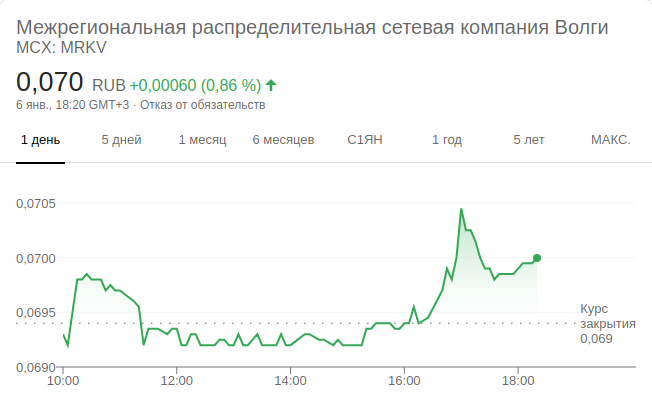 Межрегиональная распределительная сетевая компания Волги
MCX: MRKV
0,070 RUB +0,00060 (0,86 %)
6 янв., 18:20 GMT+3 · Отказ от обязательств
1 день 5 дней 1 месяц 6 месяцев С1ЯН 1 год 5 лет МАКС.
0,0705
0,0700
0,0695
0,0690
Курс
закрытия
0,069
10:00 12:00 14:00 16:00 18:00